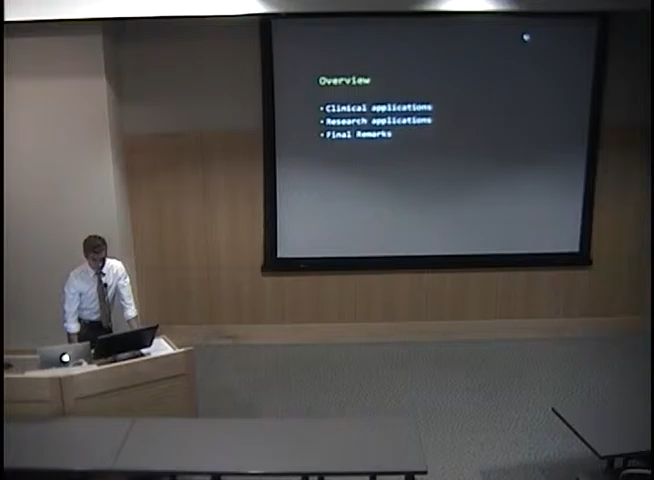 Overview
• Clinical applications
• Research applications
• Final Remarks